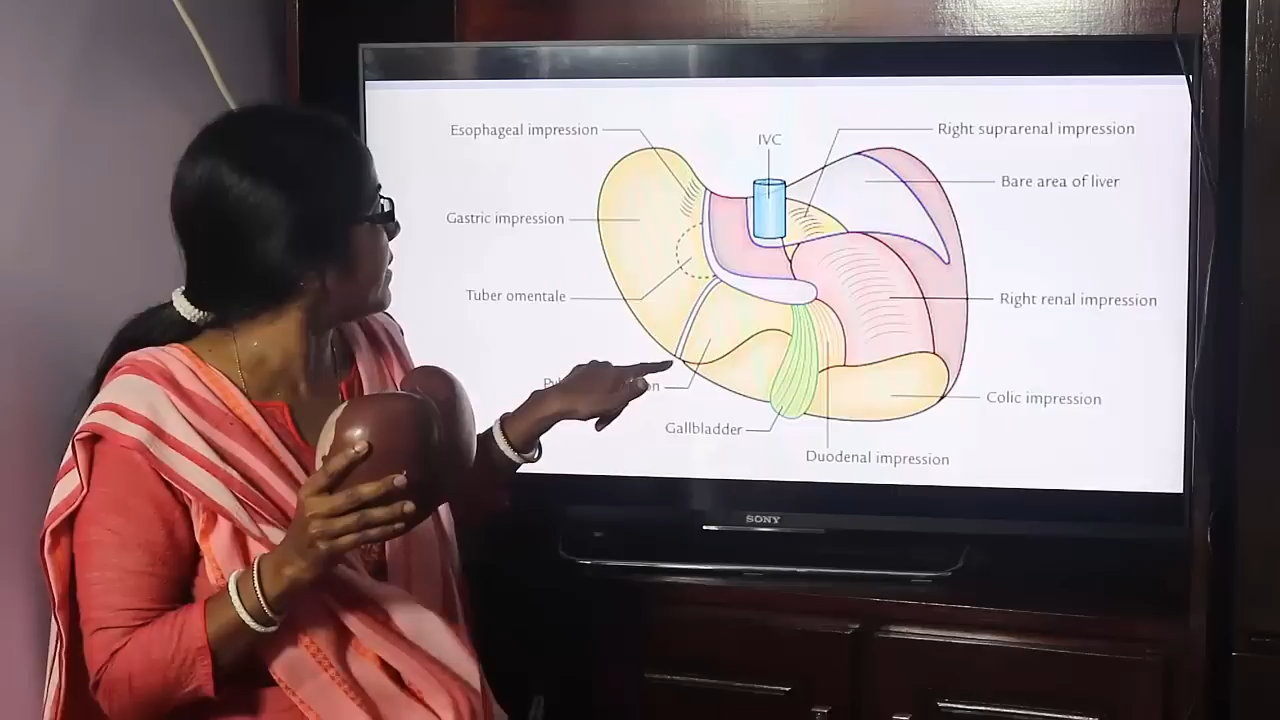 Esophageal impression
IVC
Right suprarenal impression
Bare area of liver
Gastric impression
Tuber omentale
Right renal impression
Colic impression
Gallbladder
Duodenal impression
SONY